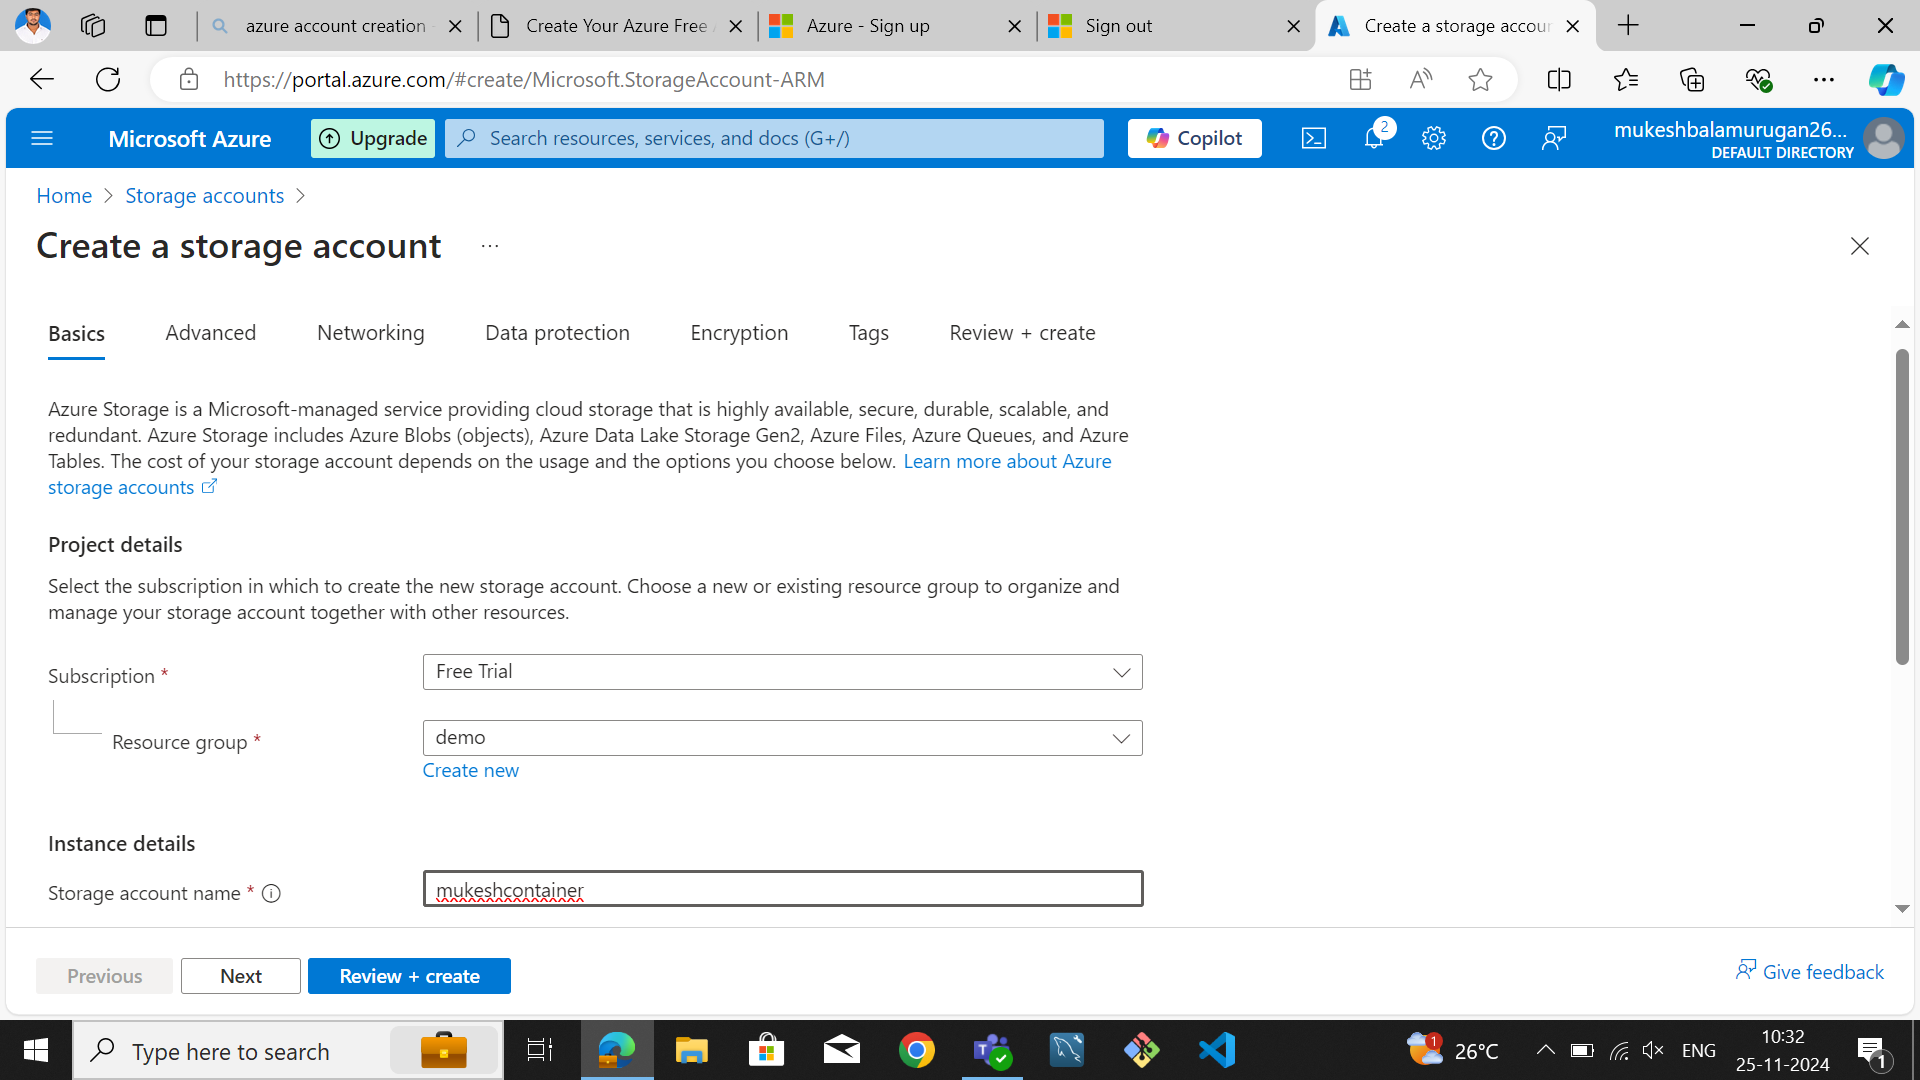 azure account creation
Create Your Azure Free
Azure - Sign up
Sign out
Create a storage accoun
https://portal.azure.com/#create/Microsoft.StorageAccount-ARM
Microsoft Azure
Upgrade
Search resources, services, and docs (G+/)
Copilot
2
mukeshbalamurugan26...
DEFAULT DIRECTORY
Home > Storage accounts >
Create a storage account ...
Basics
Advanced
Networking
Data protection
Encryption
Tags
Review + create
Azure Storage is a Microsoft-managed service providing cloud storage that is highly available, secure, durable, scalable, and
redundant. Azure Storage includes Azure Blobs (objects), Azure Data Lake Storage Gen2, Azure Files, Azure Queues, and Azure
Tables. The cost of your storage account depends on the usage and the options you choose below. Learn more about Azure
storage accounts
Project details
Select the subscription in which to create the new storage account. Choose a new or existing resource group to organize and
manage your storage account together with other resources.
Subscription *
Free Trial
Resource group *
demo
Create new
Instance details
Storage account name *
mukeshcontainer
Previous
Next
Review + create
Give feedback
Type here to search
1
26°C
ENG
10:32
25-11-2024
1